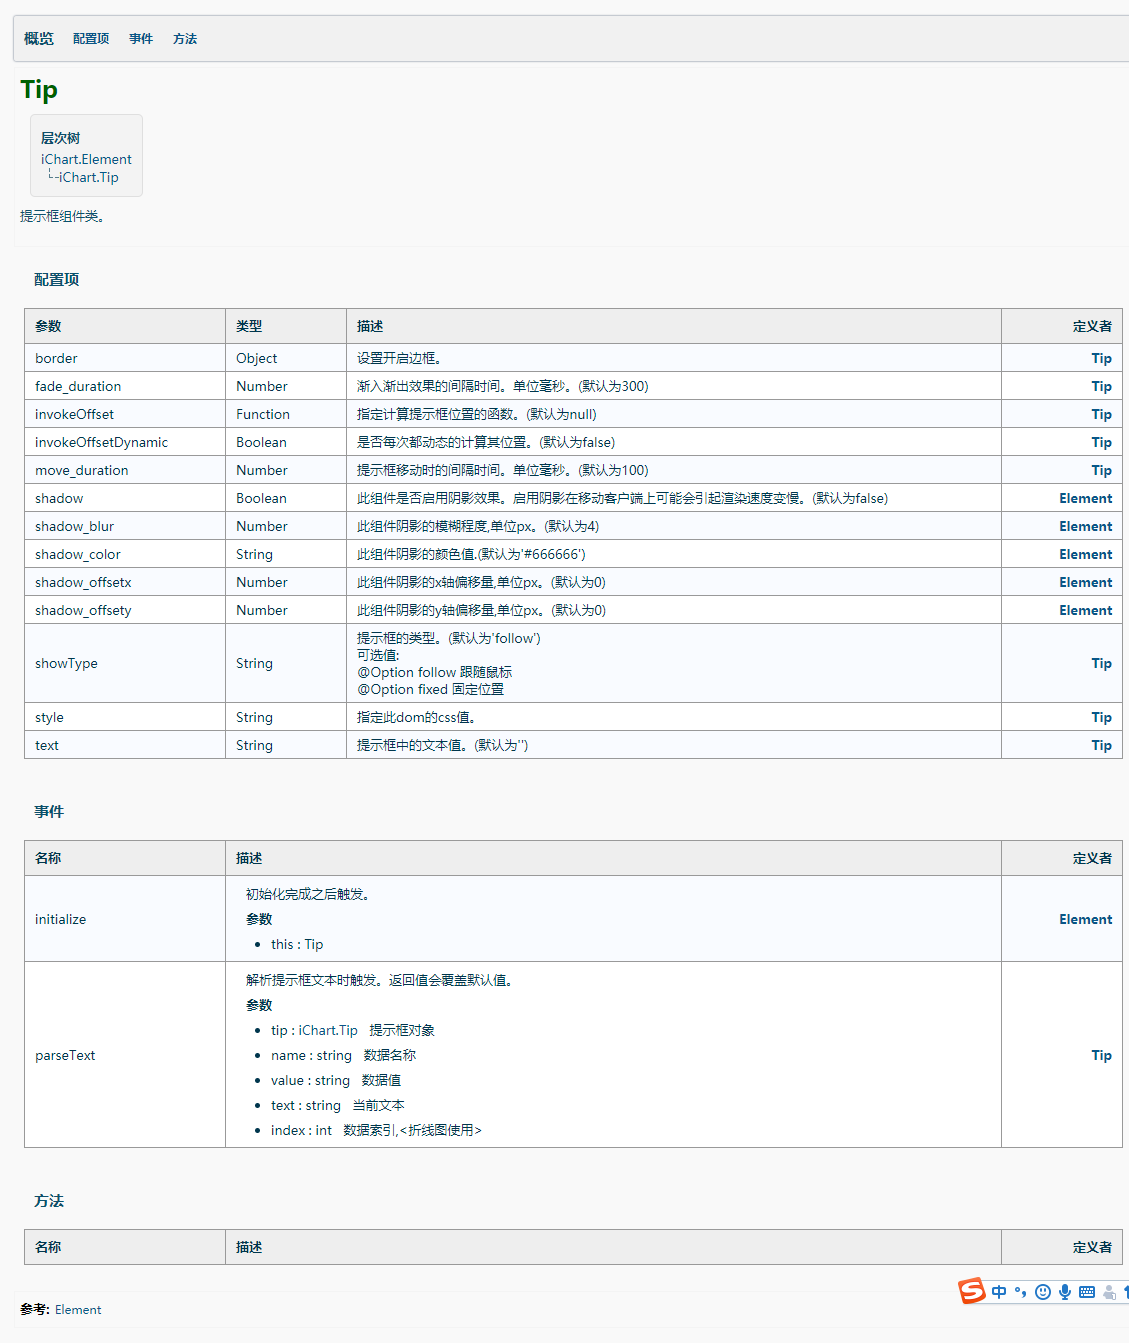 概览 配置项 事件 方法
Tip
层次树
iChart.Element
iChart.Tip
提示框组件类。
配置项
参数 类型 描述 定义者
border Object 设置开启边框。 Tip
fade_duration Number 渐入渐出效果的间隔时间。单位毫秒。(默认为300) Tip
invokeOffset Function 指定计算提示框位置的函数。(默认为null) Tip
invokeOffsetDynamic Boolean 是否每次都动态的计算其位置。(默认为false) Tip
move_duration Number 提示框移动时的间隔时间。单位毫秒。(默认为100) Tip
shadow Boolean 此组件是否启用阴影效果。启用阴影在移动客户端上可能会引起渲染速度变慢。(默认为false) Element
shadow_blur Number 此组件阴影的模糊程度,单位px。(默认为4) Element
shadow_color String 此组件阴影的颜色值.(默认为'#666666') Element
shadow_offsetx Number 此组件阴影的x轴偏移量,单位px。(默认为0) Element
shadow_offsety Number 此组件阴影的y轴偏移量,单位px。(默认为0) Element
showType String 提示框的类型。(默认为'follow') Tip
可选值:
@Option follow 跟随鼠标
@Option fixed 固定位置
style String 指定此dom的css值。 Tip
text String 提示框中的文本值。(默认为'') Tip
事件
名称 描述 定义者
initialize 初始化完成之后触发。 Element
参数
this : Tip
parseText 解析提示框文本时触发。返回值会覆盖默认值。 Tip
参数
tip : iChart.Tip 提示框对象
name : string 数据名称
value : string 数据值
text : string 当前文本
index : int 数据索引,<折线图使用>
方法
名称 描述 定义者
S 中
参考: Element